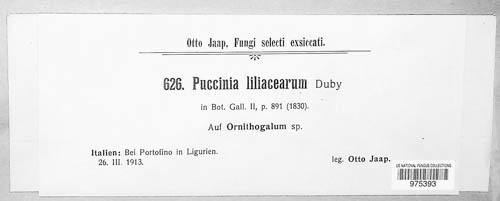 Otto Jaap, Fungi selecti exsiccati.
626. Puccinia liliacearum Duby
in Bot. Gall. II, p. 891 (1830).
Auf Ornithogalum sp.
Italien: Bei Portofino in Ligurien.
26. III. 1913.
leg. Otto Jaap.
US NATIONAL FUNGUS COLLECTIONS
975393